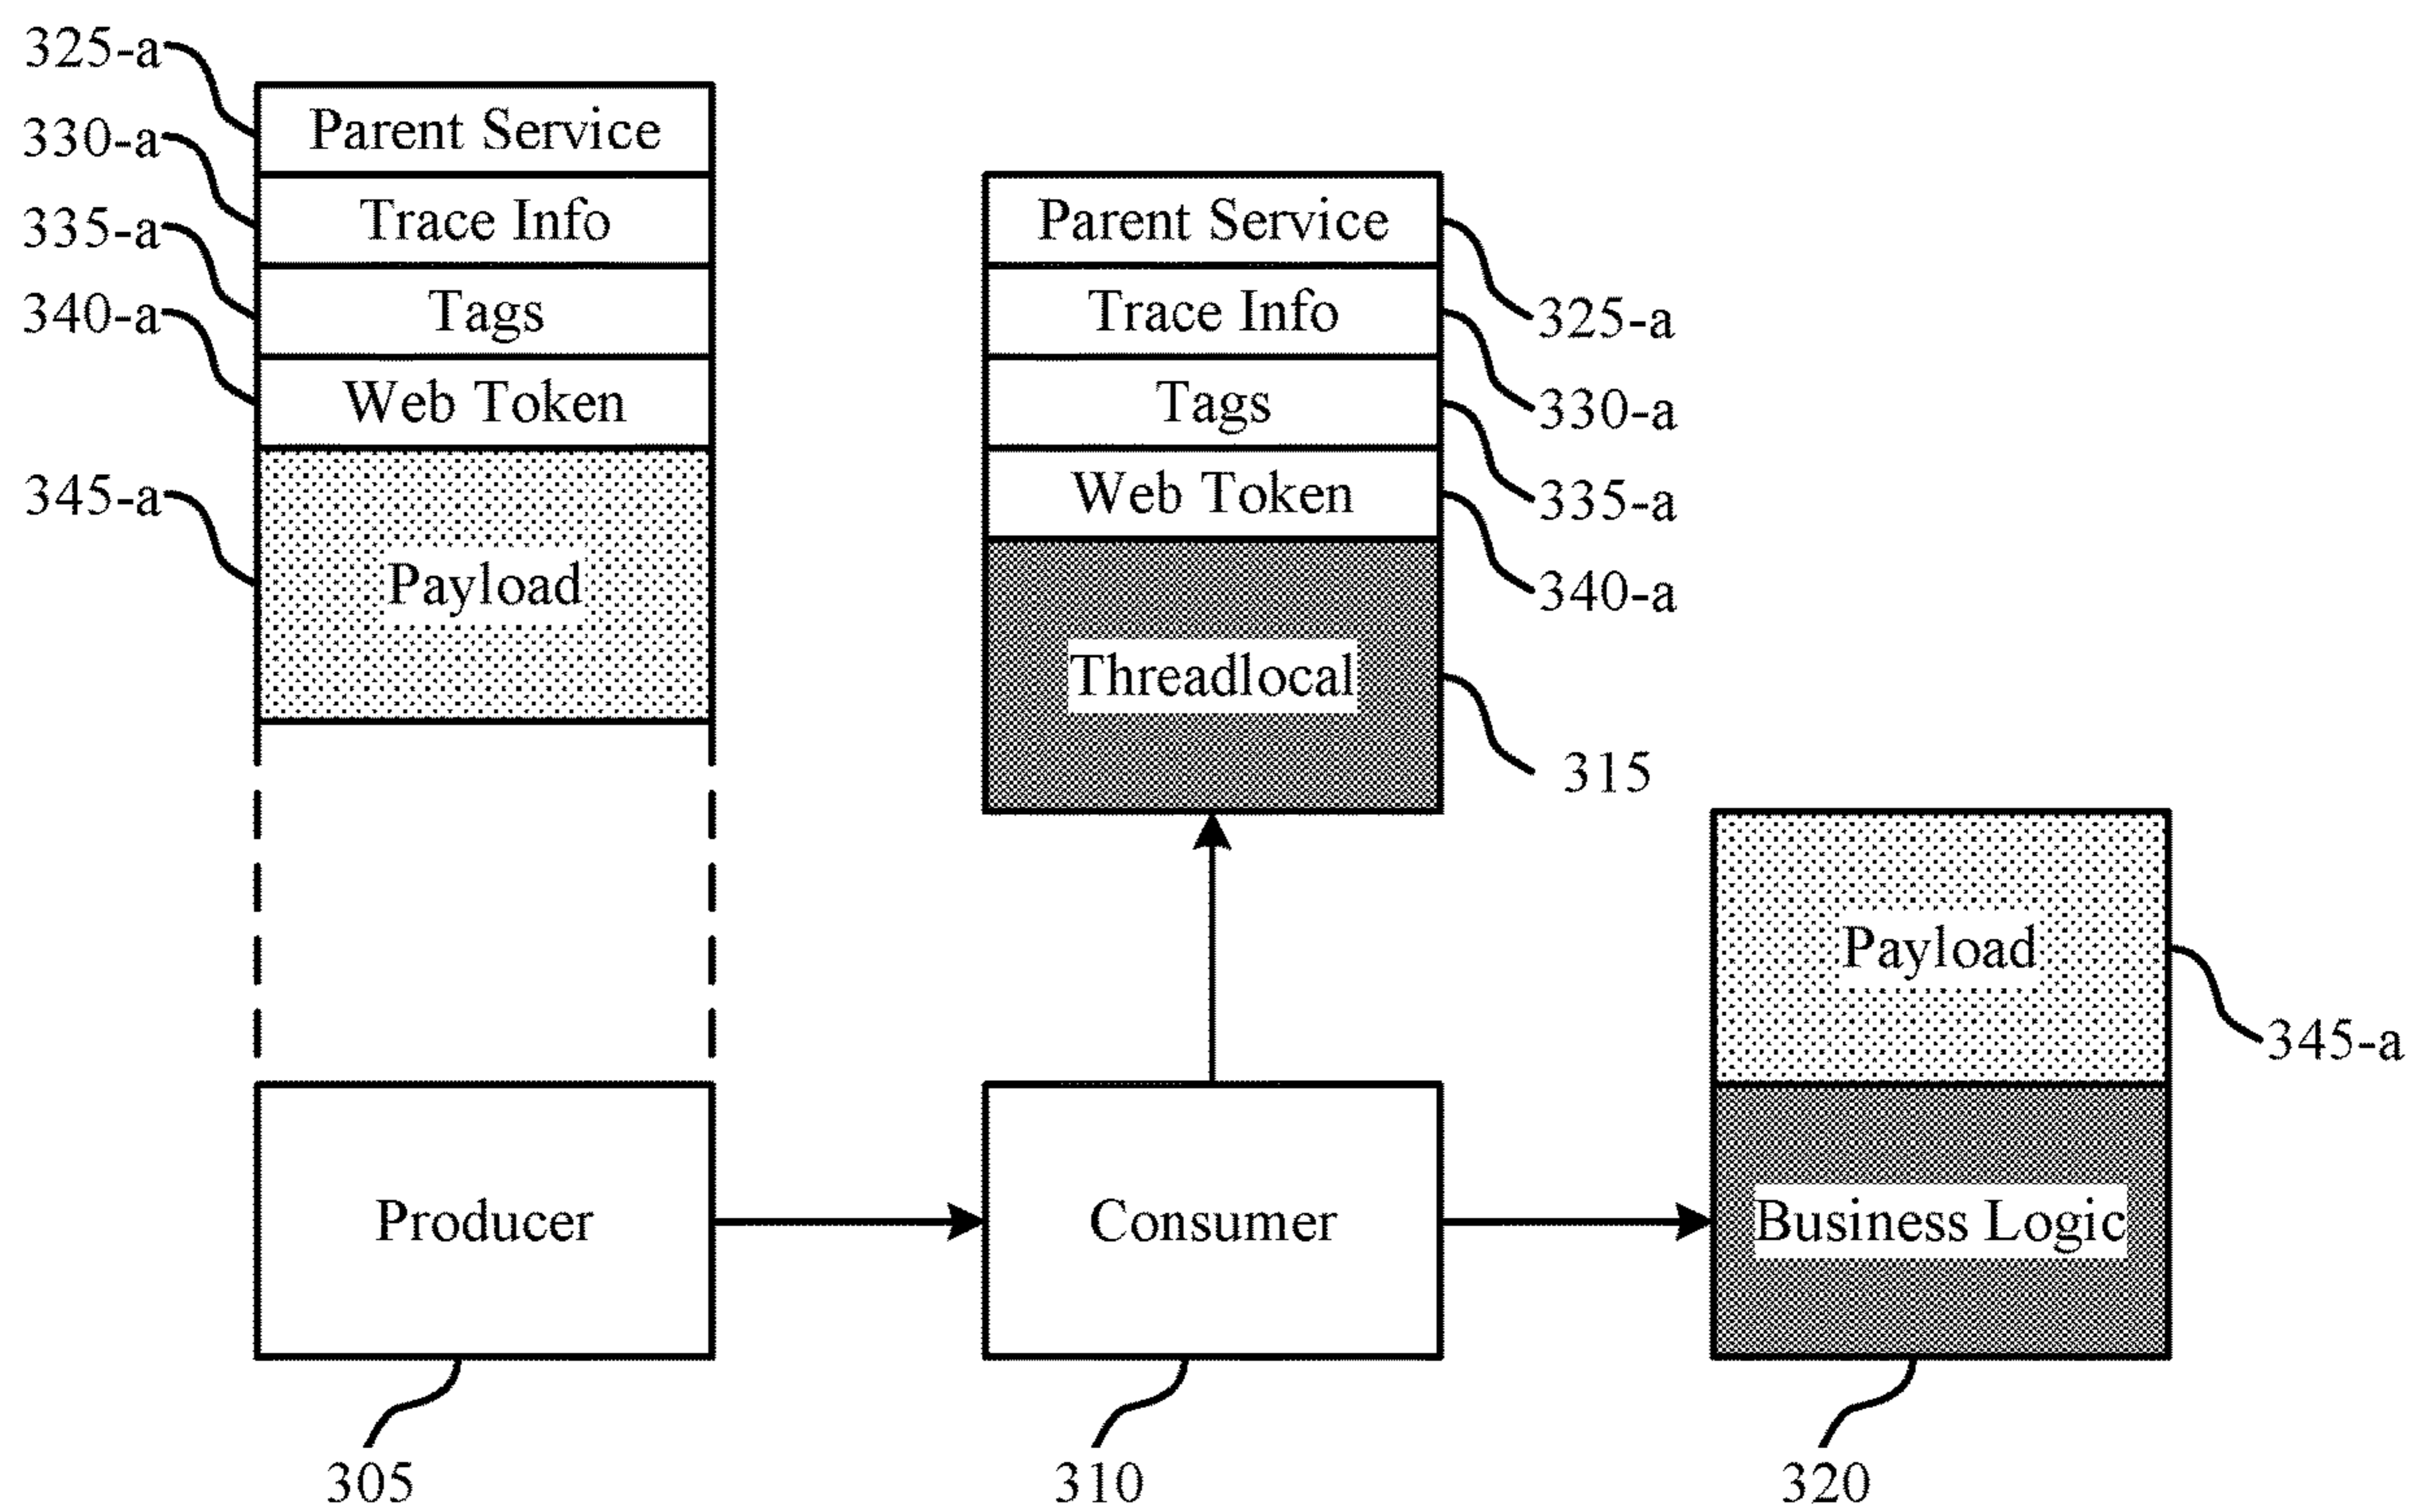 325-a
Parent Service
330-a
Trace Info
335-a
Tags
340-a
Web Token
345-a
Payload
Parent Service
325-a
Trace Info
330-a
Tags
335-a
Web Token
340-a
Threadlocal
315
Payload
345-a
Producer
Consumer
Business Logic
305
310
320